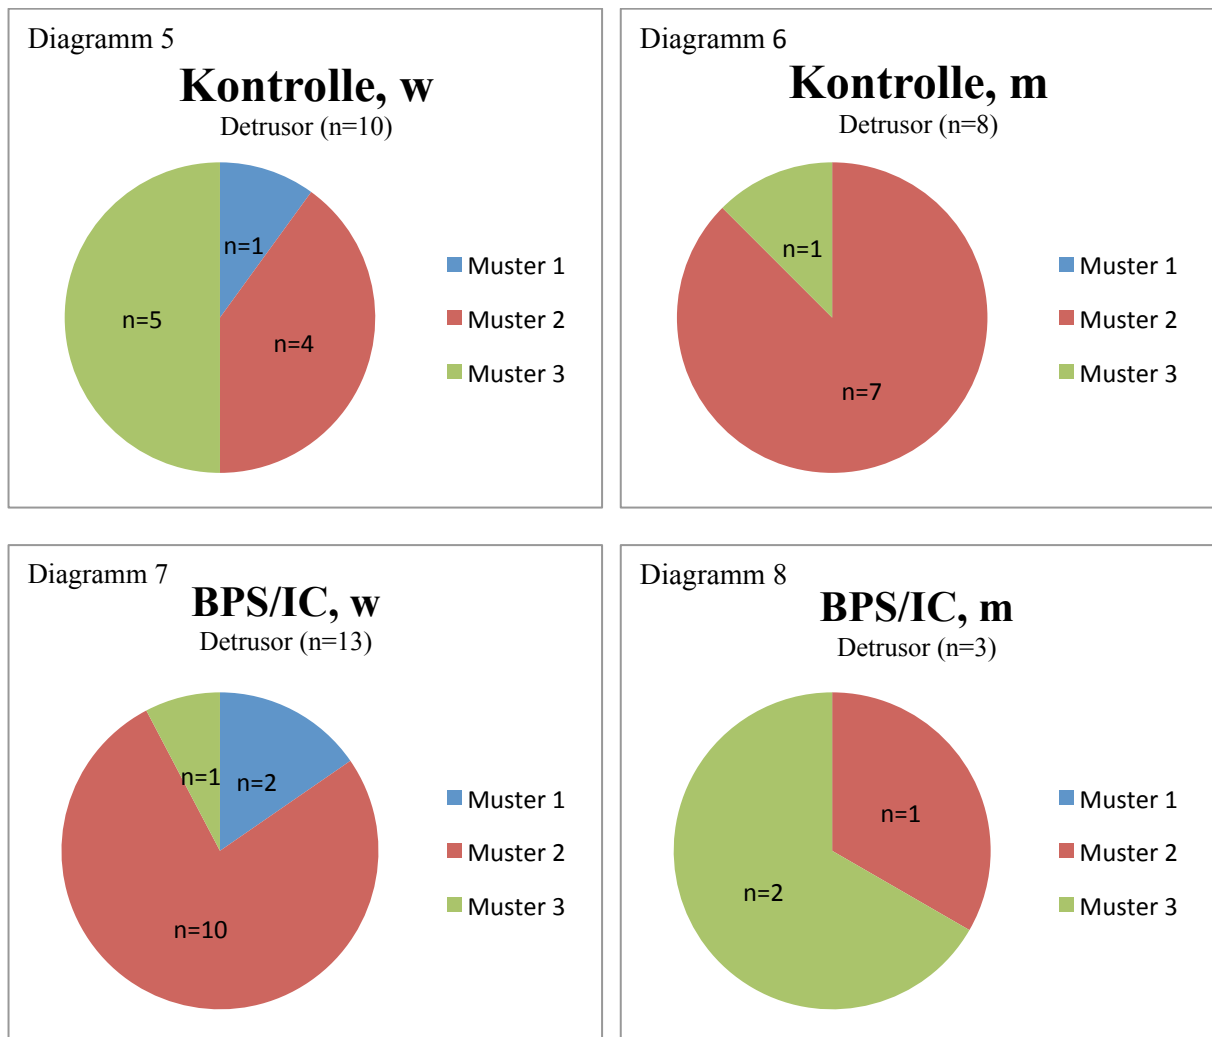 Diagramm 5
Kontrolle, w
Detrusor (n=10)
n=1
n=5
n=4
Muster 1
Muster 2
Muster 3
Diagramm 6
Kontrolle, m
Detrusor (n=8)
n=1
n=7
Muster 1
Muster 2
Muster 3
Diagramm 7
BPS/IC, w
Detrusor (n=13)
n=1
n=2
n=10
Muster 1
Muster 2
Muster 3
Diagramm 8
BPS/IC, m
Detrusor (n=3)
n=1
n=2
Muster 1
Muster 2
Muster 3